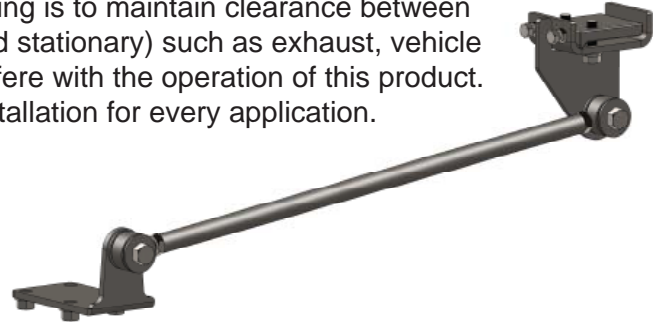 ing is to maintain clearance between
d stationary) such as exhaust, vehicle
fere with the operation of this product.
tallation for every application.